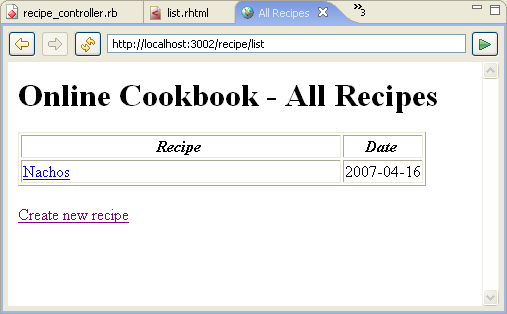 recipe_controller.rb list.rhtml All Recipes »3
http://localhost:3002/recipe/list
Online Cookbook - All Recipes
Recipe Date
Nachos 2007-04-16
Create new recipe